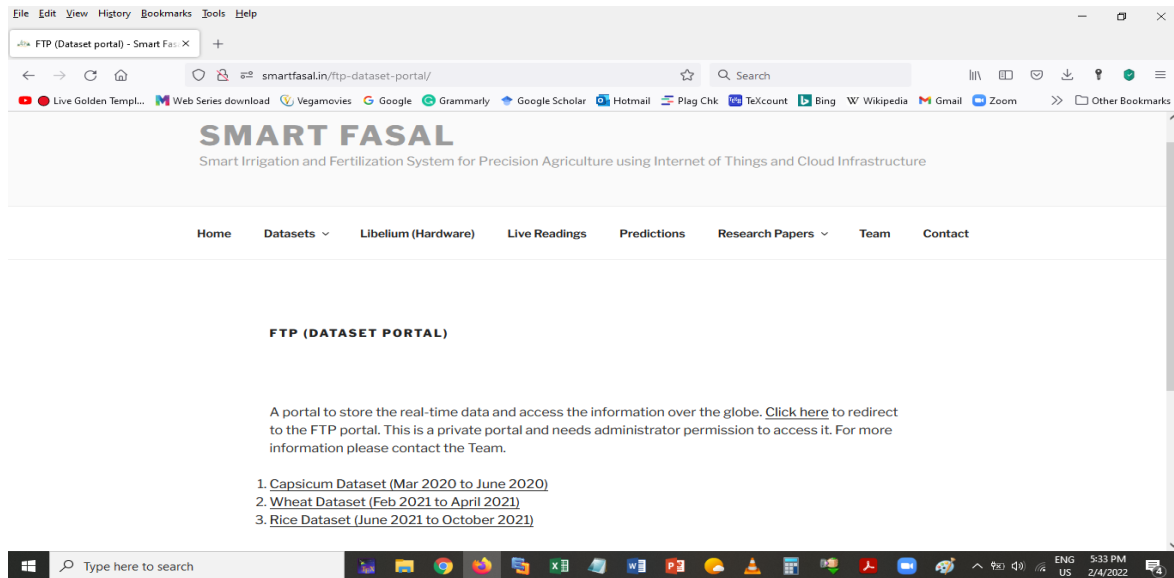 File Edit View History Bookmarks Tools Help
FTP (Dataset portal) - Smart Fas
smartfasal.in/ftp-dataset-portal/ Search
Live Golden Templ... Web Series download Vegamovies Google Grammarly Google Scholar Hotmail Plag Chk TeXcount Bing Wikipedia Gmail Zoom Other Bookmarks
SMART FASAL
Smart Irrigation and Fertilization System for Precision Agriculture using Internet of Things and Cloud Infrastructure
Home Datasets Libelium (Hardware) Live Readings Predictions Research Papers Team Contact
FTP (DATASET PORTAL)
A portal to store the real-time data and access the information over the globe. Click here to redirect
to the FTP portal. This is a private portal and needs administrator permission to access it. For more
information please contact the Team.
1. Capsicum Dataset (Mar 2020 to June 2020)
2. Wheat Dataset (Feb 2021 to April 2021)
3. Rice Dataset (June 2021 to October 2021)
Type here to search
ENG 5:33 PM
US 2/4/2022